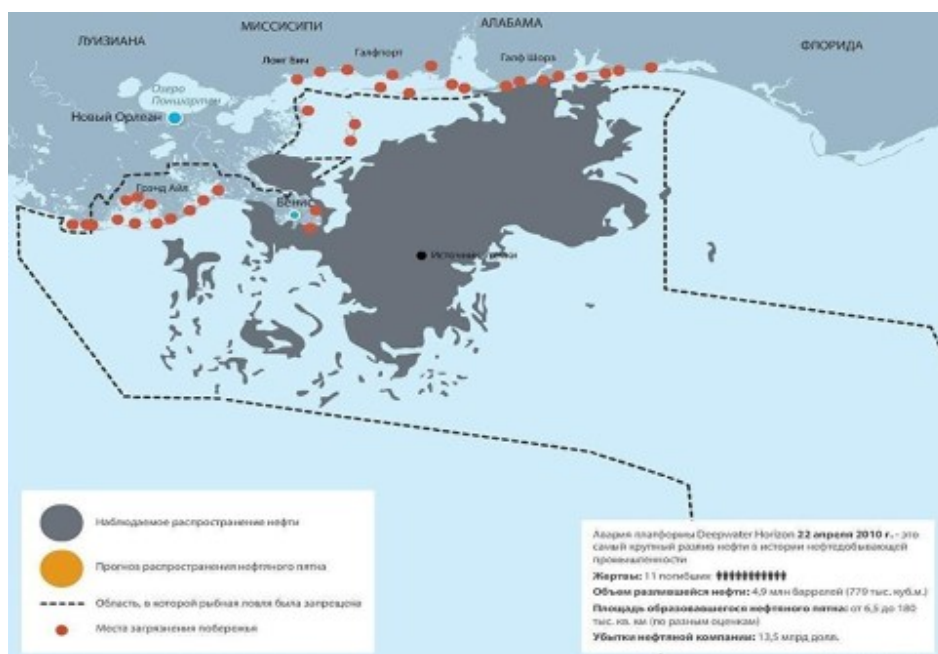 МИССИСИПИ
АЛАБАМА
ЛУИЗИАНА
ФЛОРИДА
Галфпорт
Лонг Бич
Галф Шорз
Озеро
Поншартен
Новый Орлеан
Грэнд Айл
Венис
Источник утечки
Наблюдаемое распространение нефти
Прогноз распространения нефтяного пятна
Область, в которой рыбная ловля была запрещена
Места загрязнения побережья
Авария платформы Deepwater Horizon 22 апреля 2010 г. - это
самый крупный разлив нефти в истории нефтедобывающей
промышленности
Жертвы: 11 погибших
Объем разлившейся нефти: 4,9 млн баррелей (779 тыс. куб.м.)
Площадь образовавшегося нефтяного пятна: от 6,5 до 180
тыс. кв. км (по разным оценкам)
Убытки нефтяной компании: 13,5 млрд долл.